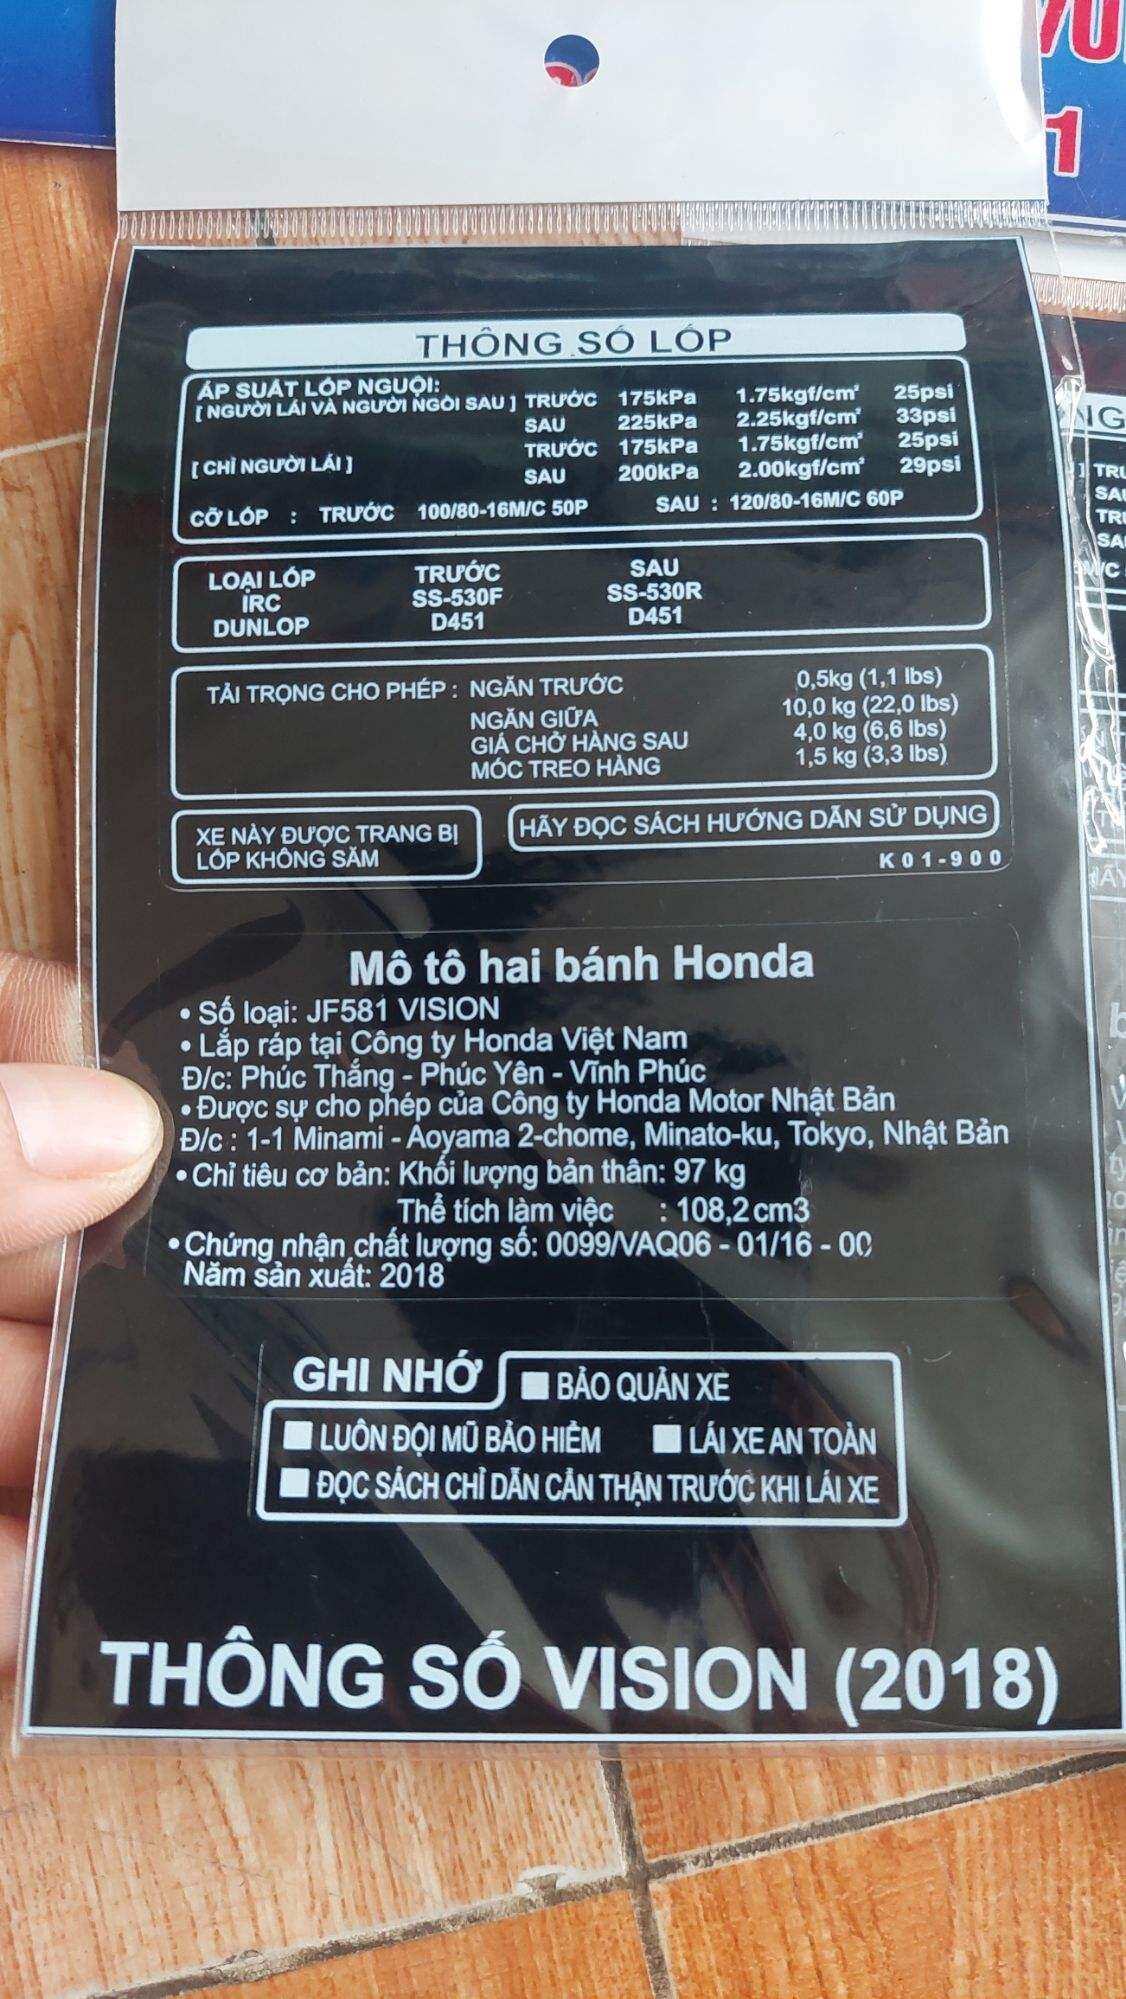 THÔNG SỐ LỐP
ÁP SUẤT LỐP NGUỘI:
[ NGƯỜI LÁI VÀ NGƯỜI NGỒI SAU ] TRƯỚC 175kPa 1.75kgf/cm² 25psi
SAU 225kPa 2.25kgf/cm² 33psi
TRƯỚC 175kPa 1.75kgf/cm² 25psi
[ CHỈ NGƯỜI LÁI ] SAU 200kPa 2.00kgf/cm² 29psi
CỠ LỐP : TRƯỚC 100/80-16M/C 50P SAU : 120/80-16M/C 60P
LOẠI LỐP TRƯỚC SAU
IRC SS-530F SS-530R
DUNLOP D451 D451
TẢI TRỌNG CHO PHÉP : NGĂN TRƯỚC 0,5kg (1,1 lbs)
NGĂN GIỮA 10,0 kg (22,0 lbs)
GIÁ CHỞ HÀNG SAU 4,0 kg (6,6 lbs)
MÓC TREO HÀNG 1,5 kg (3,3 lbs)
XE NÀY ĐƯỢC TRANG BỊ
LỐP KHÔNG SĂM
HÃY ĐỌC SÁCH HƯỚNG DẪN SỬ DỤNG
K01-900
Mô tô hai bánh Honda
• Số loại: JF581 VISION
• Lắp ráp tại Công ty Honda Việt Nam
Đ/c: Phúc Thắng - Phúc Yên - Vĩnh Phúc
• Được sự cho phép của Công ty Honda Motor Nhật Bản
Đ/c : 1-1 Minami - Aoyama 2-chome, Minato-ku, Tokyo, Nhật Bản
• Chỉ tiêu cơ bản: Khối lượng bản thân: 97 kg
Thể tích làm việc : 108,2 cm3
• Chứng nhận chất lượng số: 0099/VAQ06 - 01/16 - 00
Năm sản xuất: 2018
GHI NHỚ
BẢO QUẢN XE
LUÔN ĐỘI MŨ BẢO HIỂM LÁI XE AN TOÀN
ĐỌC SÁCH CHỈ DẪN CẨN THẬN TRƯỚC KHI LÁI XE
THÔNG SỐ VISION (2018)